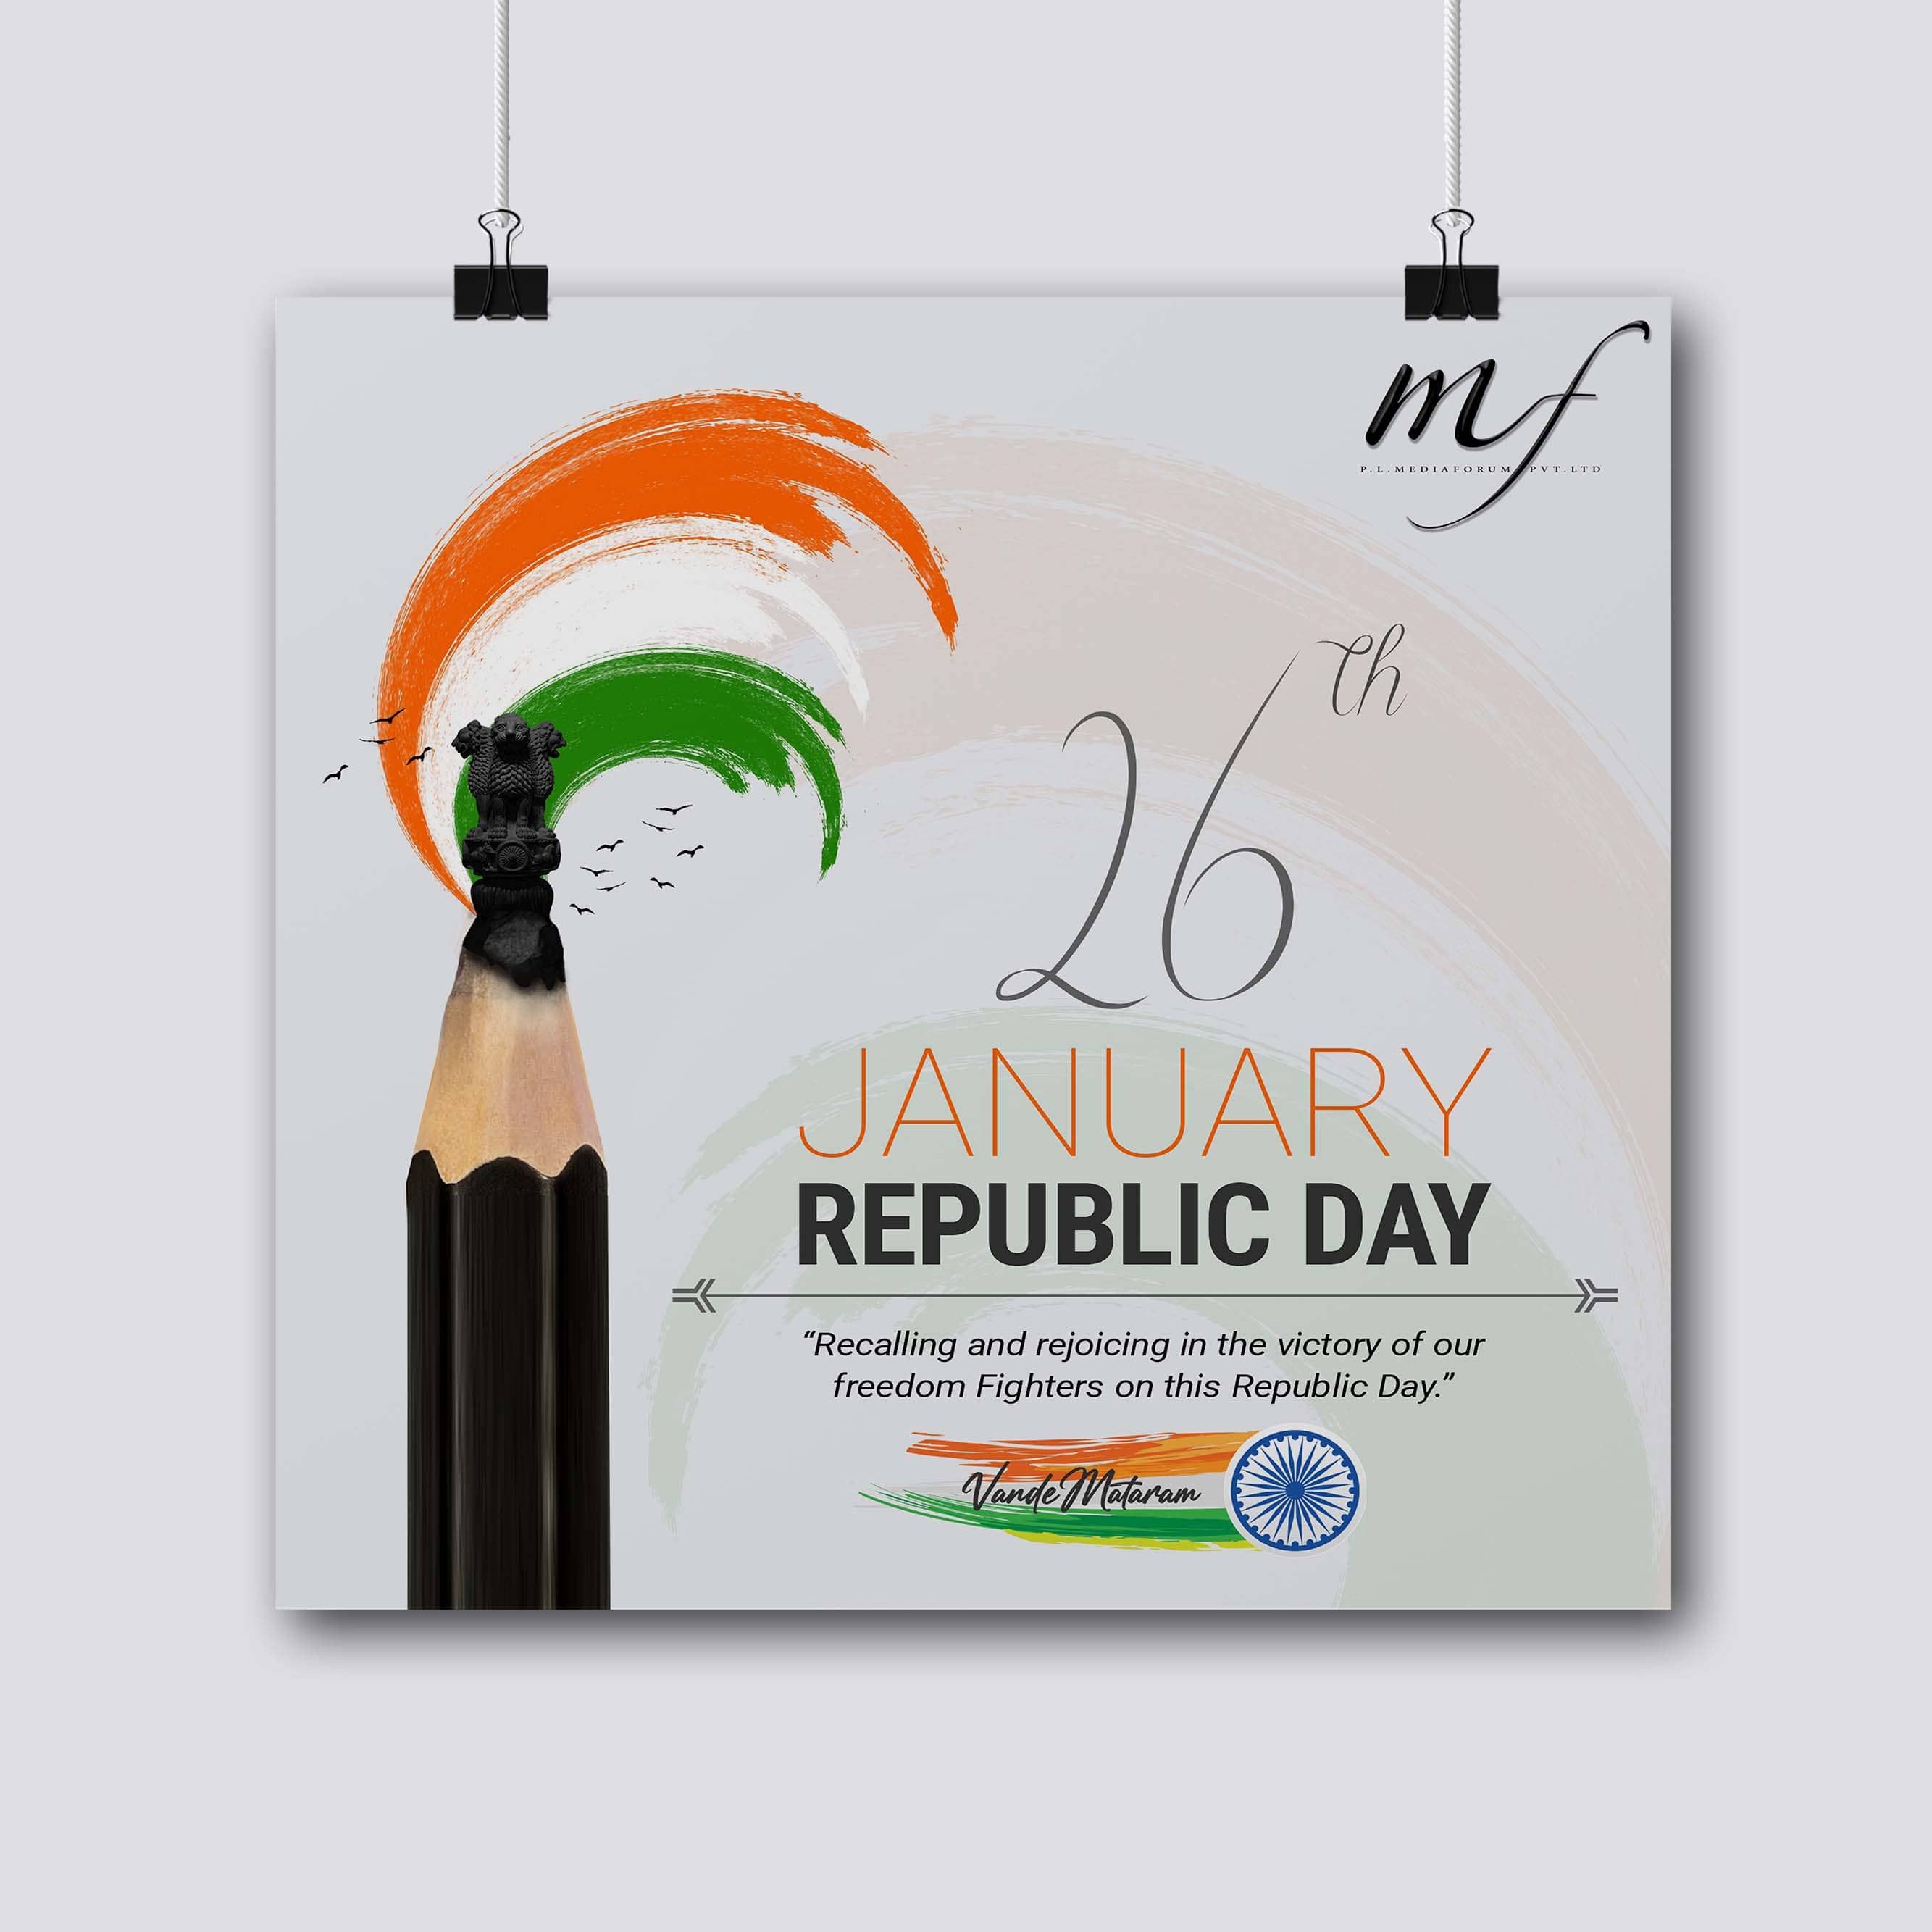 mf
P.L.MEDIAFORUM PVT.LTD
26th
JANUARY
REPUBLIC DAY
“Recalling and rejoicing in the victory of our
freedom Fighters on this Republic Day.”
Vande Mataram